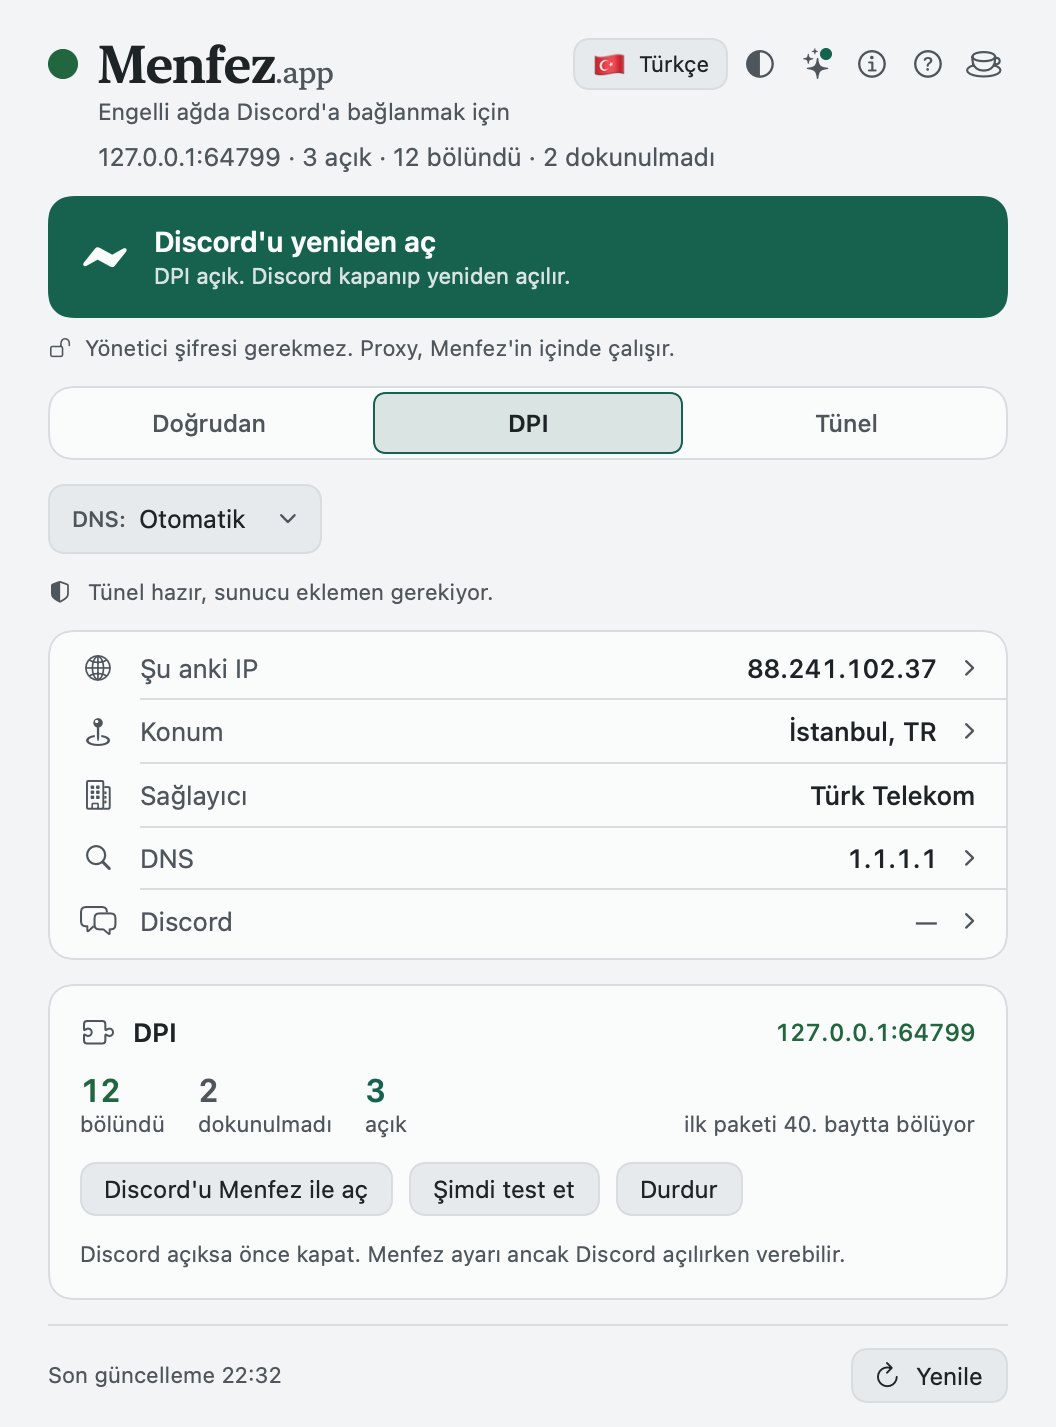 Menfez.app
Türkçe
Engelli ağda Discord'a bağlanmak için
127.0.0.1:64799 · 3 açık · 12 bölündü · 2 dokunulmadı
Discord'u yeniden aç
DPI açık. Discord kapanıp yeniden açılır.
Yönetici şifresi gerekmez. Proxy, Menfez'in içinde çalışır.
Doğrudan
DPI
Tünel
DNS: Otomatik
Tünel hazır, sunucu eklemen gerekiyor.
Şu anki IP 88.241.102.37
Konum İstanbul, TR
Sağlayıcı Türk Telekom
DNS 1.1.1.1
Discord —
DPI 127.0.0.1:64799
12 2 3
bölündü dokunulmadı açık ilk paketi 40. baytta bölüyor
Discord'u Menfez ile aç
Şimdi test et
Durdur
Discord açıksa önce kapat. Menfez ayarı ancak Discord açılırken verebilir.
Son güncelleme 22:32
Yenile